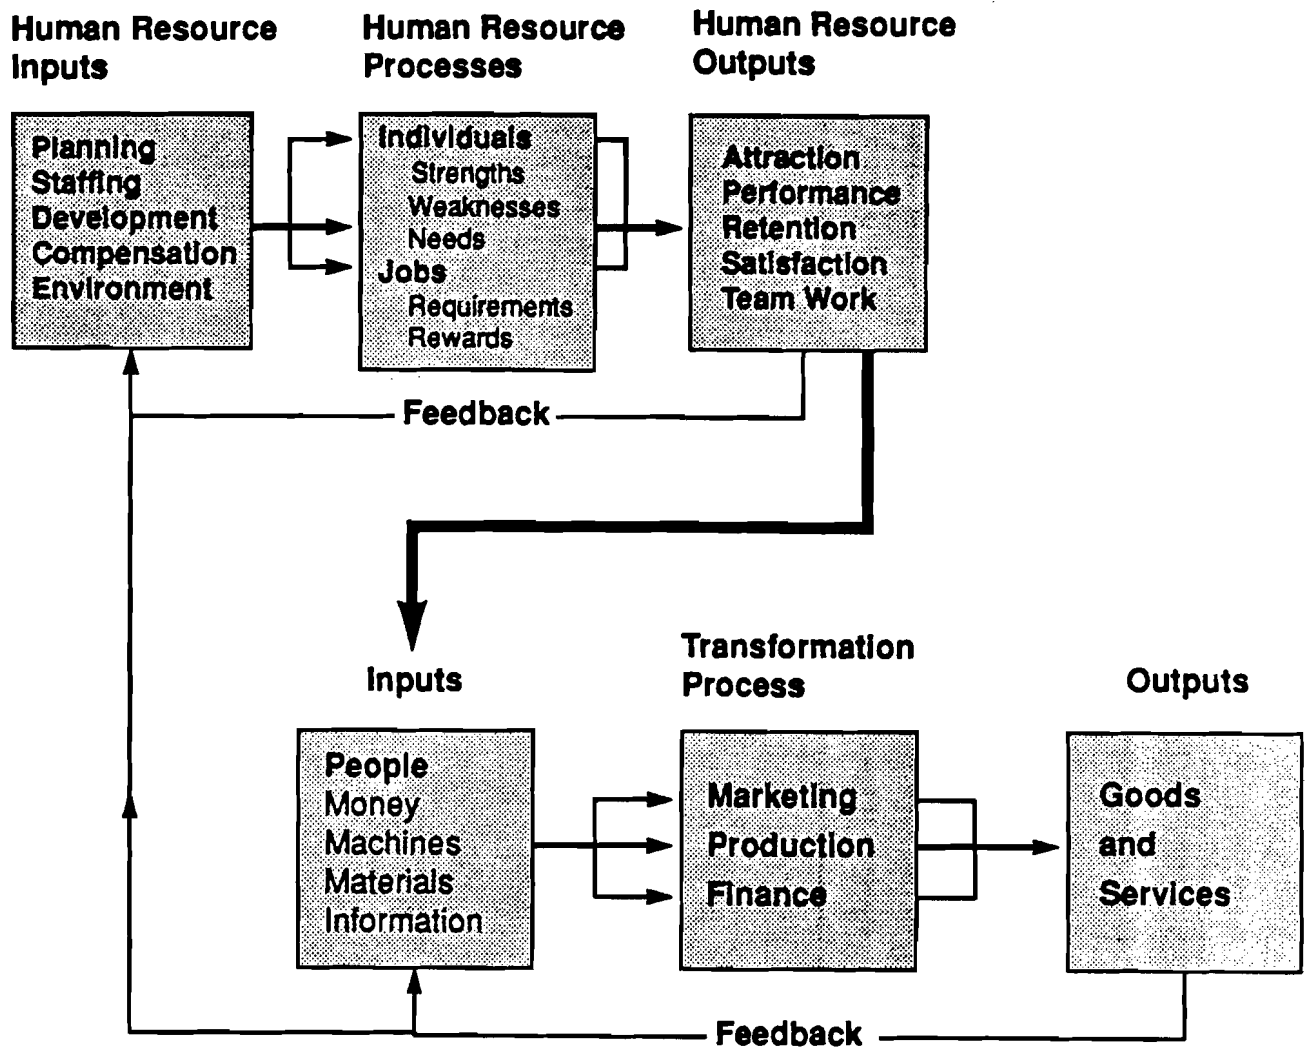 Human Resource
Inputs
Human Resource
Processes
Human Resource
Outputs
Planning
Staffing
Development
Compensation
Environment
Individuals
Strengths
Weaknesses
Needs
Jobs
Requirements
Rewards
Attraction
Performance
Retention
Satisfaction
Team Work
Feedback
Inputs
Transformation
Process
Outputs
People
Money
Machines
Materials
Information
Marketing
Production
Finance
Goods
and
Services
Feedback